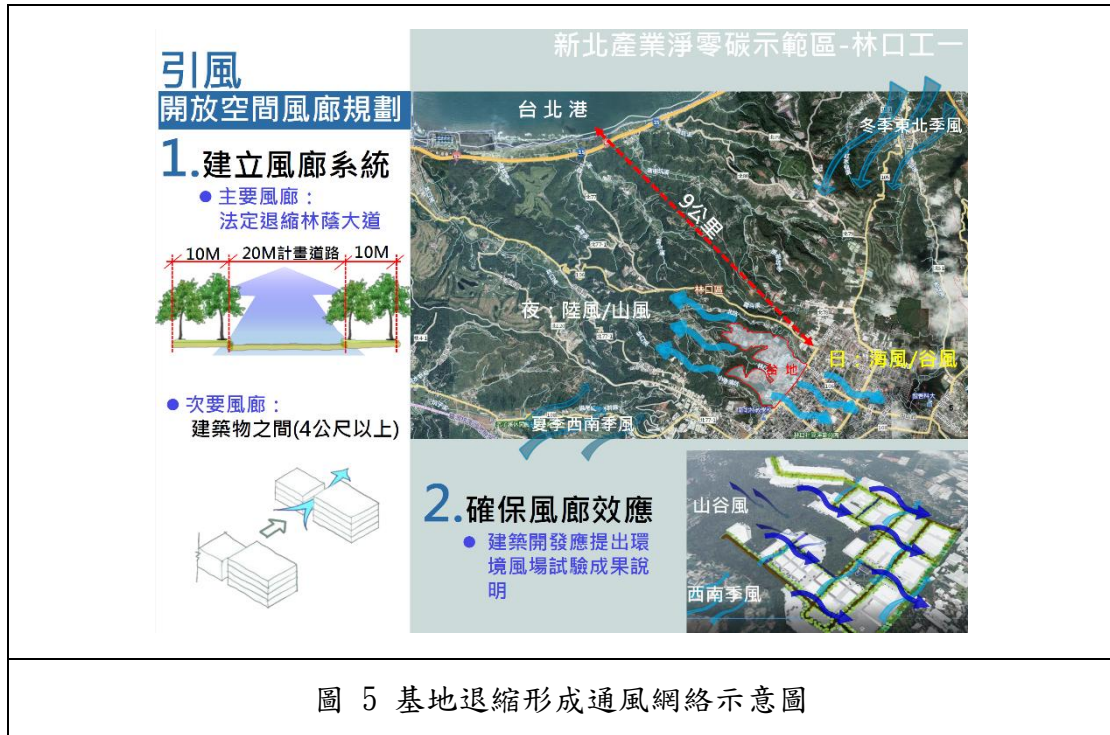 新北產業淨零碳示範區-林口工一
引風
開放空間風廊規劃
1.建立風廊系統
● 主要風廊：
法定退縮林蔭大道
10M 20M計畫道路 10M
● 次要風廊：
建築物之間(4公尺以上)
台北港
冬季東北季風
9公里
林口區
夜：陸風/山風
日：海風/谷風
夏季西南季風
2.確保風廊效應
● 建築開發應提出環
境風場試驗成果說
明
山谷風
西南季風
圖 5 基地退縮形成通風網絡示意圖